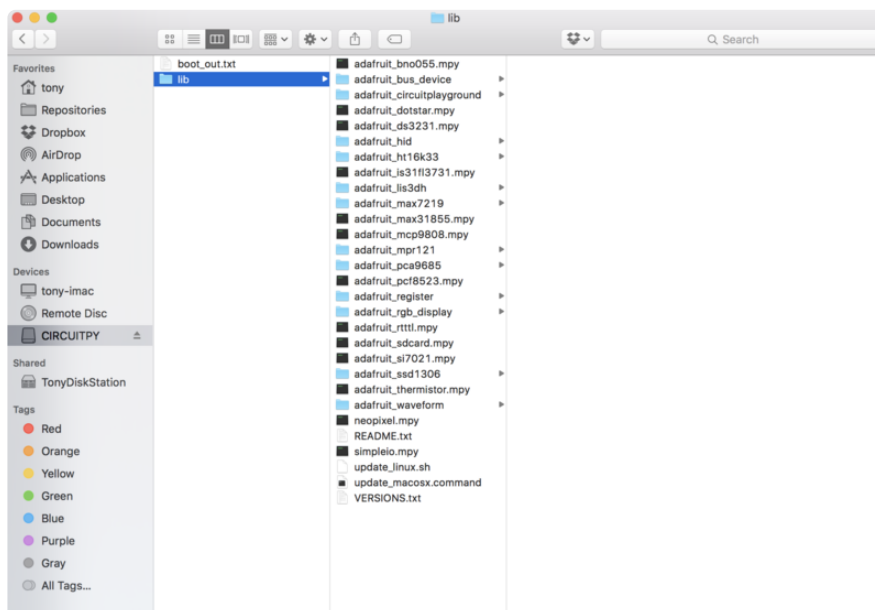 lib
Search
Favorites
tony
Repositories
Dropbox
AirDrop
Applications
Desktop
Documents
Downloads
Devices
tony-imac
Remote Disc
CIRCUITPY
Shared
TonyDiskStation
Tags
Red
Orange
Yellow
Green
Blue
Purple
Gray
All Tags...
boot_out.txt
lib
adafruit_bno055.mpy
adafruit_bus_device
adafruit_circuitplayground
adafruit_dotstar.mpy
adafruit_ds3231.mpy
adafruit_hid
adafruit_ht16k33
adafruit_is31fl3731.mpy
adafruit_lis3dh
adafruit_max7219
adafruit_max31855.mpy
adafruit_mcp9808.mpy
adafruit_mpr121
adafruit_pca9685
adafruit_pcf8523.mpy
adafruit_register
adafruit_rgb_display
adafruit_rtttl.mpy
adafruit_sdcard.mpy
adafruit_si7021.mpy
adafruit_ssd1306
adafruit_thermistor.mpy
adafruit_waveform
neopixel.mpy
README.txt
simpleio.mpy
update_linux.sh
update_macosx.command
VERSIONS.txt